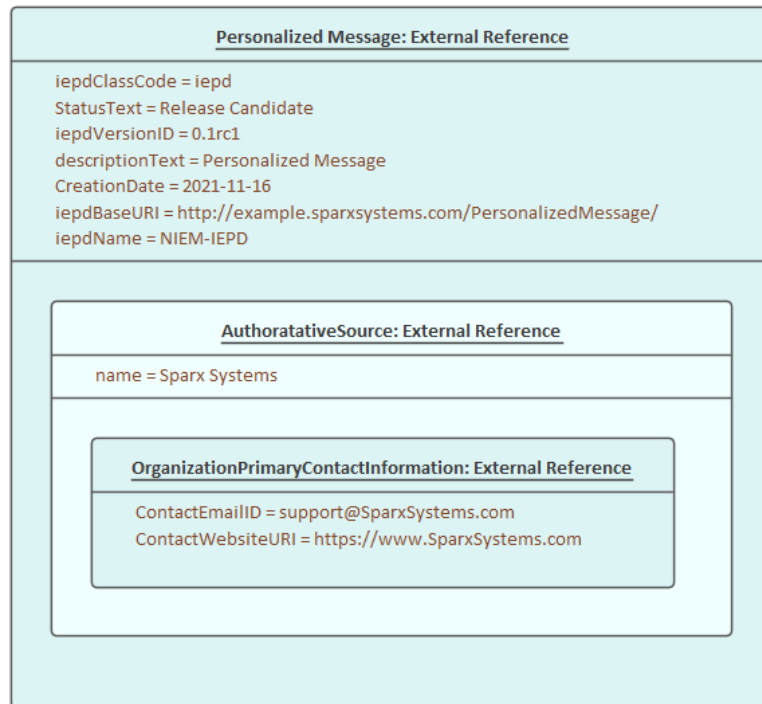 Personalized Message: External Reference
iepdClassCode = iepd
StatusText = Release Candidate
iepdVersionID = 0.1rc1
descriptionText = Personalized Message
CreationDate = 2021-11-16
iepdBaseURI = http://example.sparxsystems.com/PersonalizedMessage/
iepdName = NIEM-IEPD
AuthoratativeSource: External Reference
name = Sparx Systems
OrganizationPrimaryContactInformation: External Reference
ContactEmailID = support@SparxSystems.com
ContactWebsiteURI = https://www.SparxSystems.com